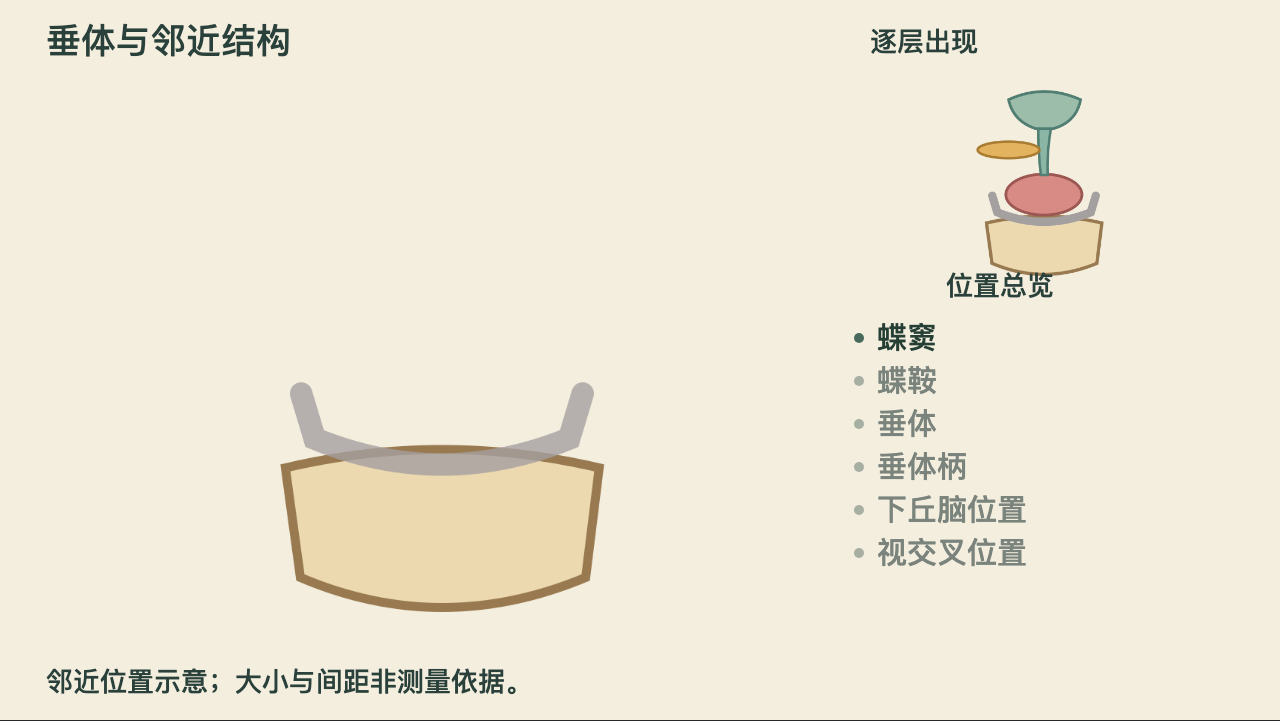 垂体与邻近结构
逐层出现
位置总览
蝶窦
蝶鞍
垂体
垂体柄
下丘脑位置
视交叉位置
邻近位置示意；大小与间距非测量依据。